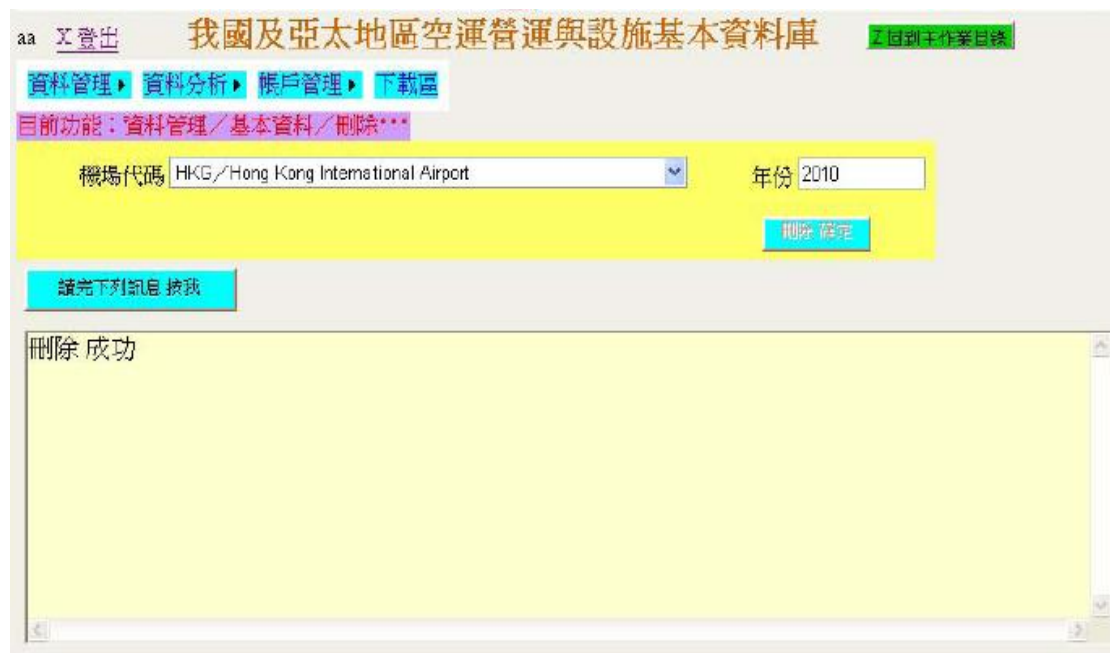 aa X 登出 我國及亞太地區空運營運與設施基本資料庫 Z 回到主作業目錄
資料管理 資料分析 帳戶管理 下載區
目前功能：資料管理／基本資料／刪除…
機場代碼 HKG／Hong Kong International Airport 年份 2010
刪除 確定
讀完下列訊息 按我
刪除 成功